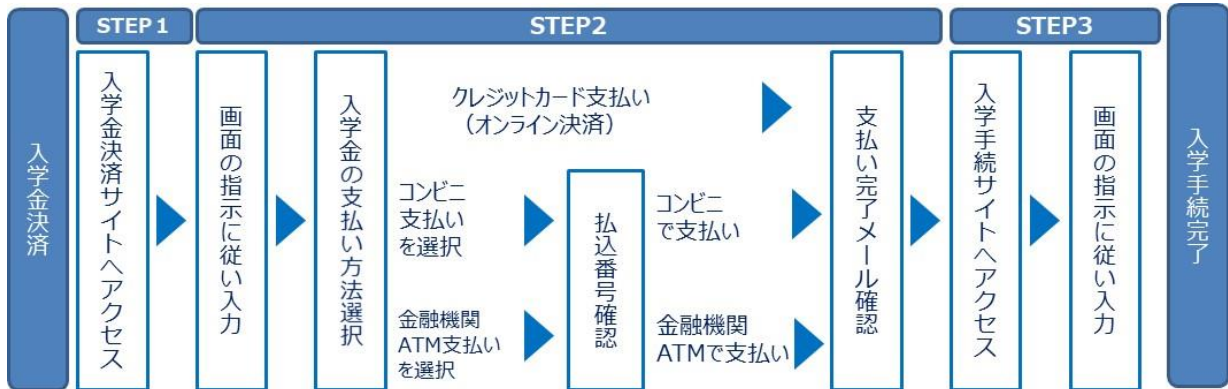 入学金決済
STEP1
STEP2
STEP3
入学金決済サイトへアクセス
画面の指示に従い入力
入学金の支払い方法選択
クレジットカード支払い
（オンライン決済）
コンビニ
支払い
を選択
金融機関
ATM支払い
を選択
払込番号確認
コンビニ
で支払い
金融機関
ATMで支払い
支払い完了メール確認
入学手続サイトへアクセス
画面の指示に従い入力
入学手続完了